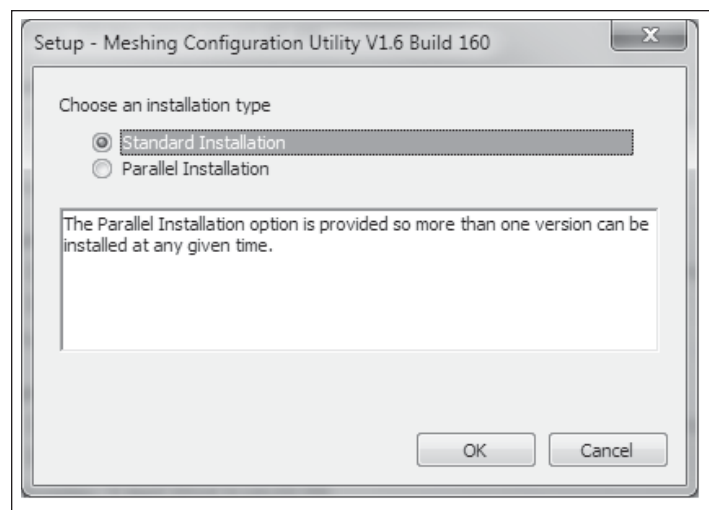 Setup - Meshing Configuration Utility V1.6 Build 160
Choose an installation type
Standard Installation
Parallel Installation
The Parallel Installation option is provided so more than one version can be
installed at any given time.
OK
Cancel